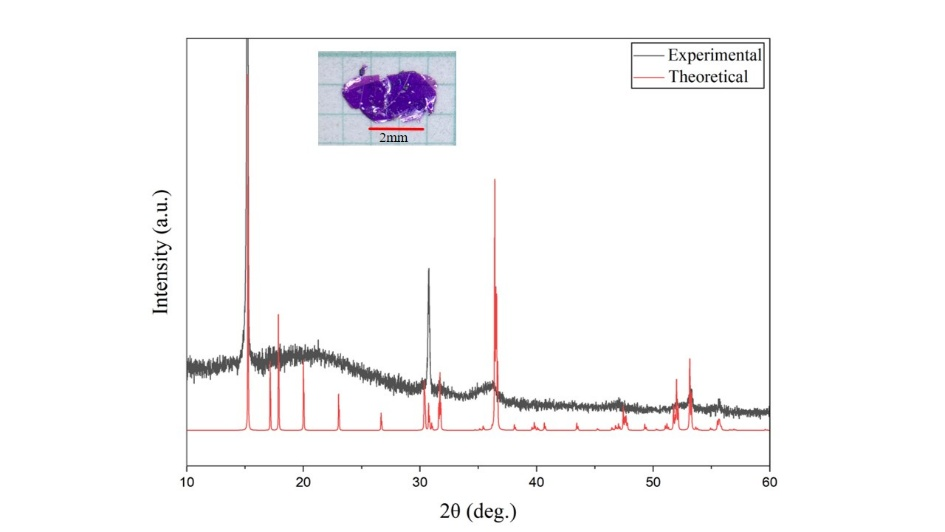 Experimental
Theoretical
2mm
Intensity (a.u.)
10
20
30
40
50
60
2θ (deg.)